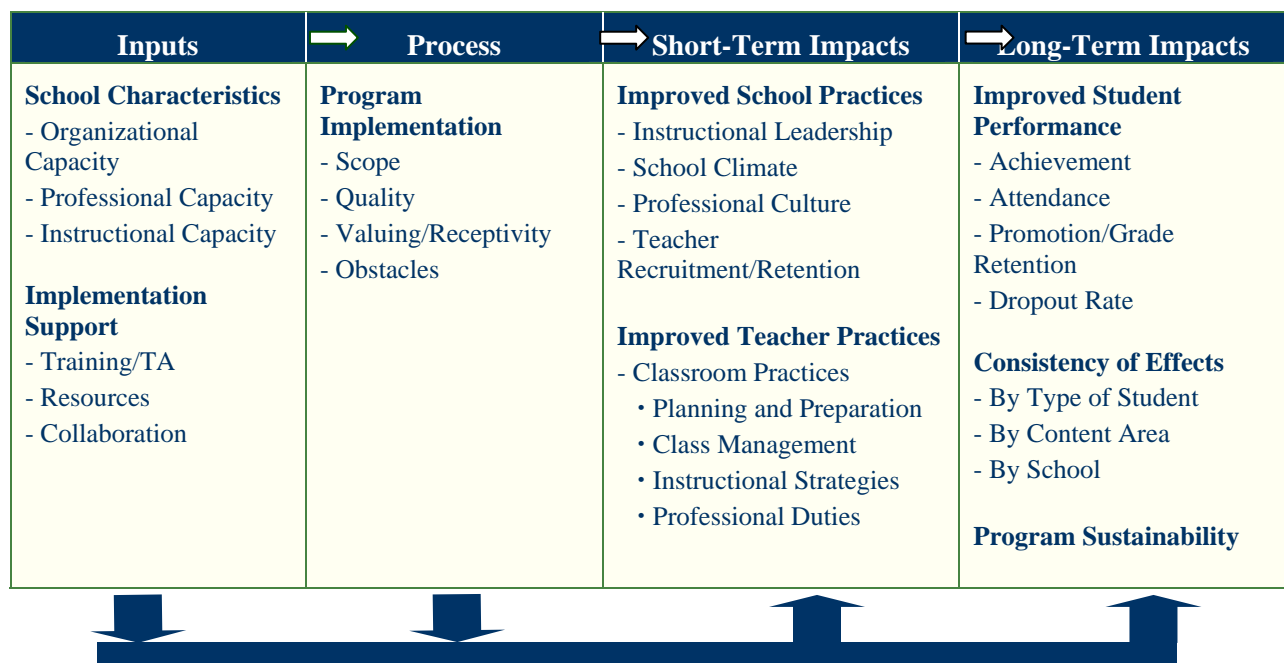 Inputs
Process
Short-Term Impacts
Long-Term Impacts
School Characteristics
- Organizational
Capacity
- Professional Capacity
- Instructional Capacity
Implementation
Support
- Training/TA
- Resources
- Collaboration
Program
Implementation
- Scope
- Quality
- Valuing/Receptivity
- Obstacles
Improved School Practices
- Instructional Leadership
- School Climate
- Professional Culture
- Teacher
Recruitment/Retention
Improved Teacher Practices
- Classroom Practices
・Planning and Preparation
・Class Management
・Instructional Strategies
・Professional Duties
Improved Student
Performance
- Achievement
- Attendance
- Promotion/Grade
Retention
- Dropout Rate
Consistency of Effects
- By Type of Student
- By Content Area
- By School
Program Sustainability